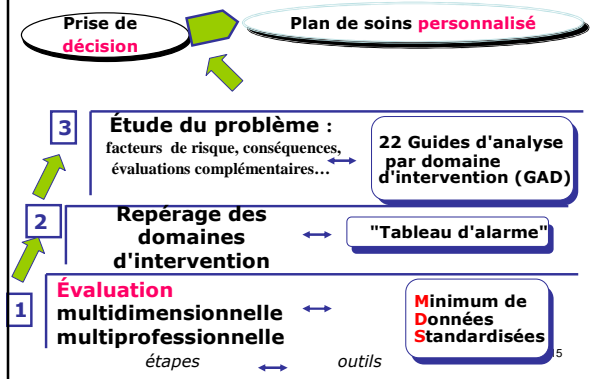 Prise de
décision
Plan de soins personnalisé
3
Étude du problème :
facteurs de risque, conséquences,
évaluations complémentaires…
22 Guides d'analyse
par domaine
d'intervention (GAD)
2
Repérage des
domaines
d'intervention
"Tableau d'alarme"
1
Évaluation
multidimensionnelle
multiprofessionnelle
Minimum de
Données
Standardisées
étapes
outils